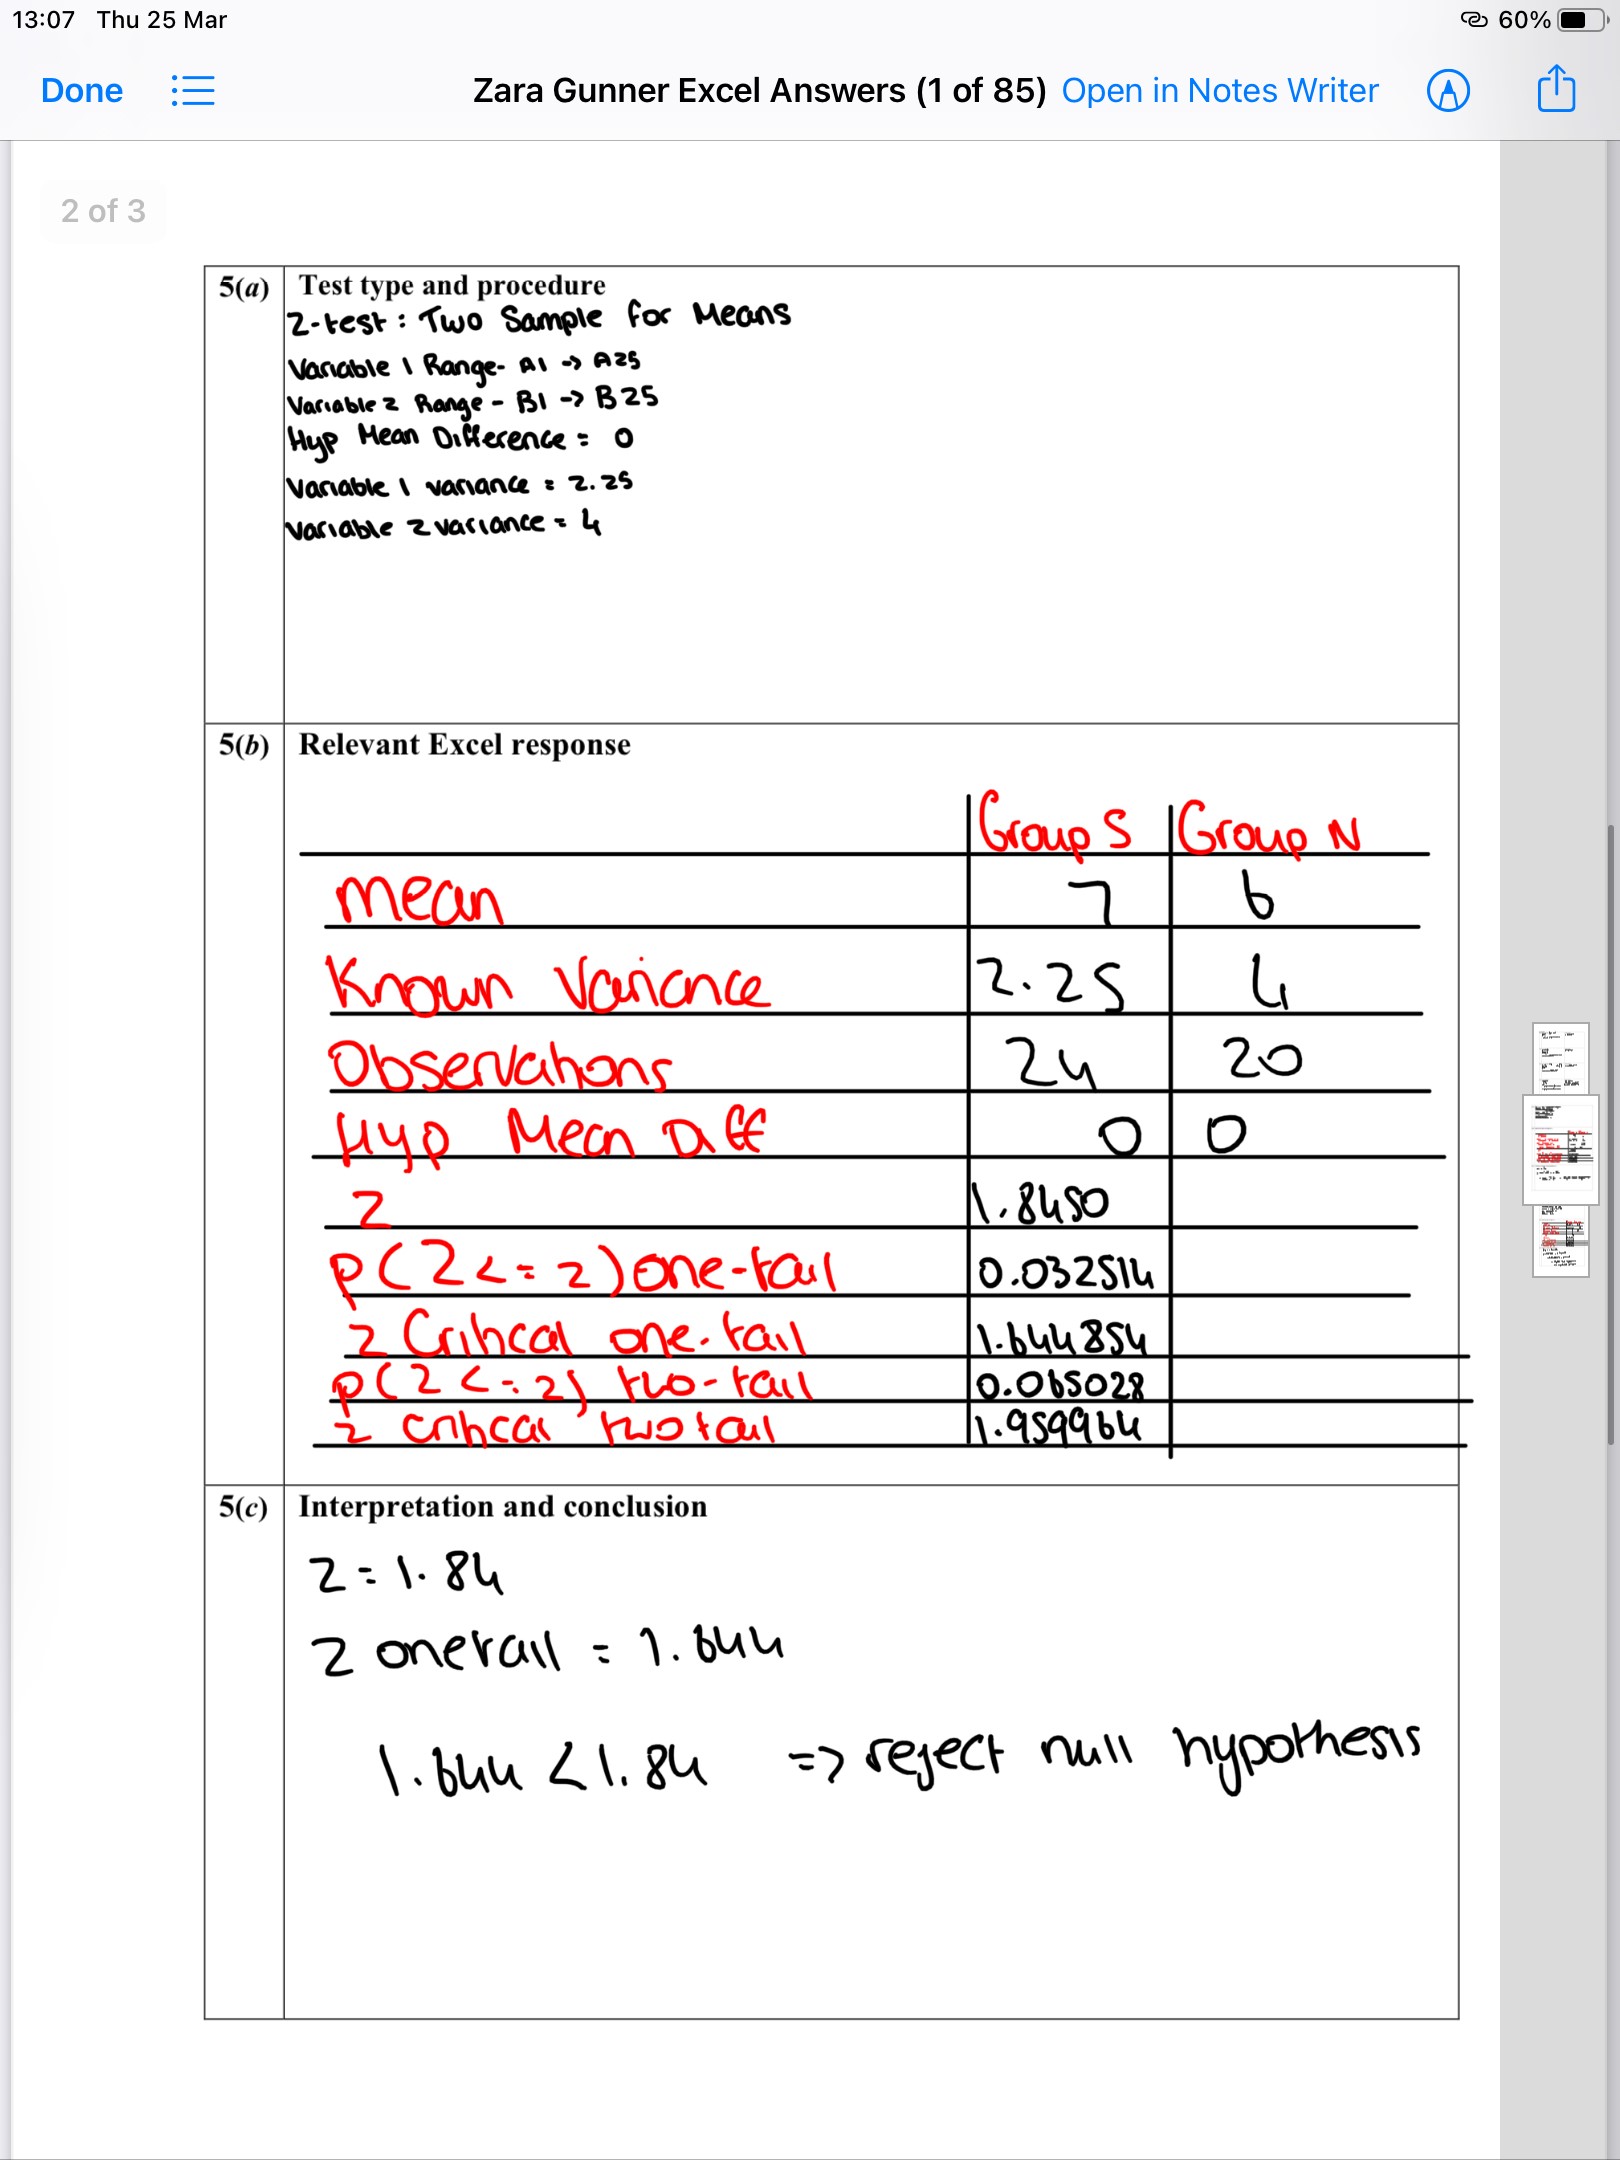 13:07 Thu 25 Mar
60%
Done
Zara Gunner Excel Answers (1 of 85) Open in Notes Writer
2 of 3
5(a) Test type and procedure
Z-test : Two Sample for Means
Variable 1 Range- A1 -> A25
Variable 2 Range - B1 -> B25
Hyp Mean Difference = 0
Variable 1 variance = 2.25
Variable 2 variance = 4
5(b) Relevant Excel response
Group S Group N
Mean 7 6
Known Variance 2.25 4
Observations 24 20
Hyp Mean Diff 0 0
Z 1.8450
P(Z<=z) one-tail 0.032514
z Critical one-tail 1.644854
P(Z<=z) two-tail 0.065028
z critical two tail 1.959964
5(c) Interpretation and conclusion
Z = 1.84
Z onetail = 1.644
1.644 < 1.84 => reject null hypothesis